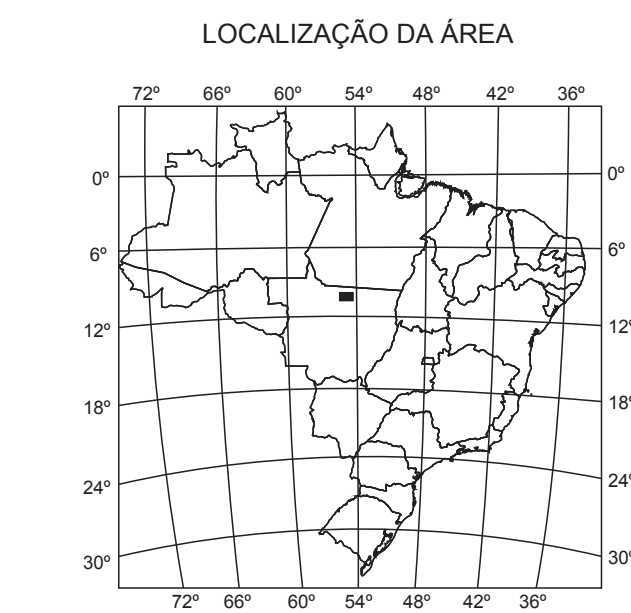 LOCALIZAÇÃO DA ÁREA
72º 66º 60º 54º 48º 42º 36º
0º 0º
6º 6º
12º 12º
18º 18º
24º 24º
30º 30º
72º 66º 60º 54º 48º 42º 36º